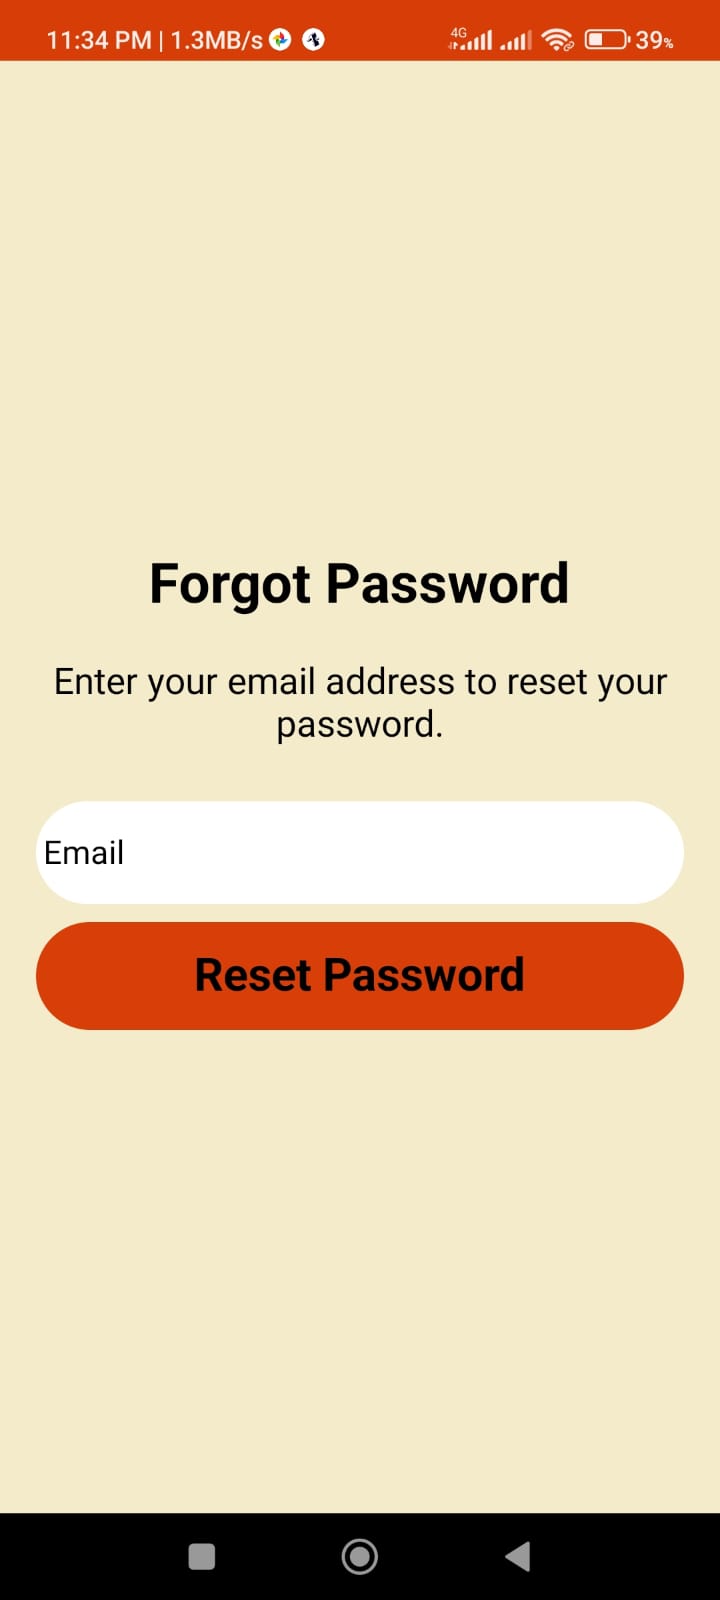 11:34 PM | 1.3MB/s 4G 39%
Forgot Password
Enter your email address to reset your
password.
Email
Reset Password